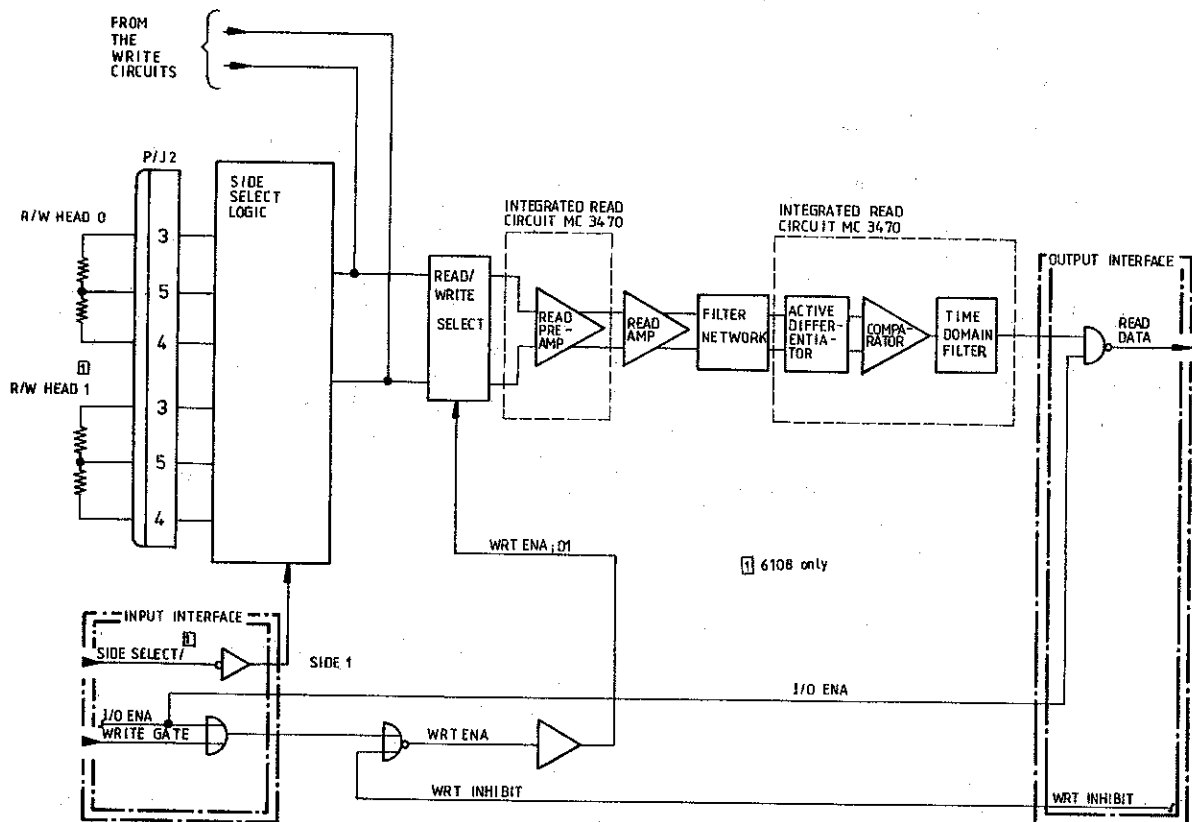 FROM
THE
WRITE
CIRCUITS
P/J2
R/W HEAD 0
3
5
4
1
R/W HEAD 1
3
5
4
SIDE
SELECT
LOGIC
READ/
WRITE
SELECT
INTEGRATED READ
CIRCUIT MC 3470
READ
PRE-
AMP
READ
AMP
FILTER
NETWORK
INTEGRATED READ
CIRCUIT MC 3470
ACTIVE
DIFFER-
ENTIA-
TOR
COMPA-
RATOR
TIME
DOMAIN
FILTER
OUTPUT INTERFACE
READ
DATA
WRT ENA;01
1 6108 only
INPUT INTERFACE
1
SIDE SELECT/
SIDE 1
I/O ENA
WRITE GATE
I/O ENA
WRT ENA
WRT INHIBIT
WRT INHIBIT